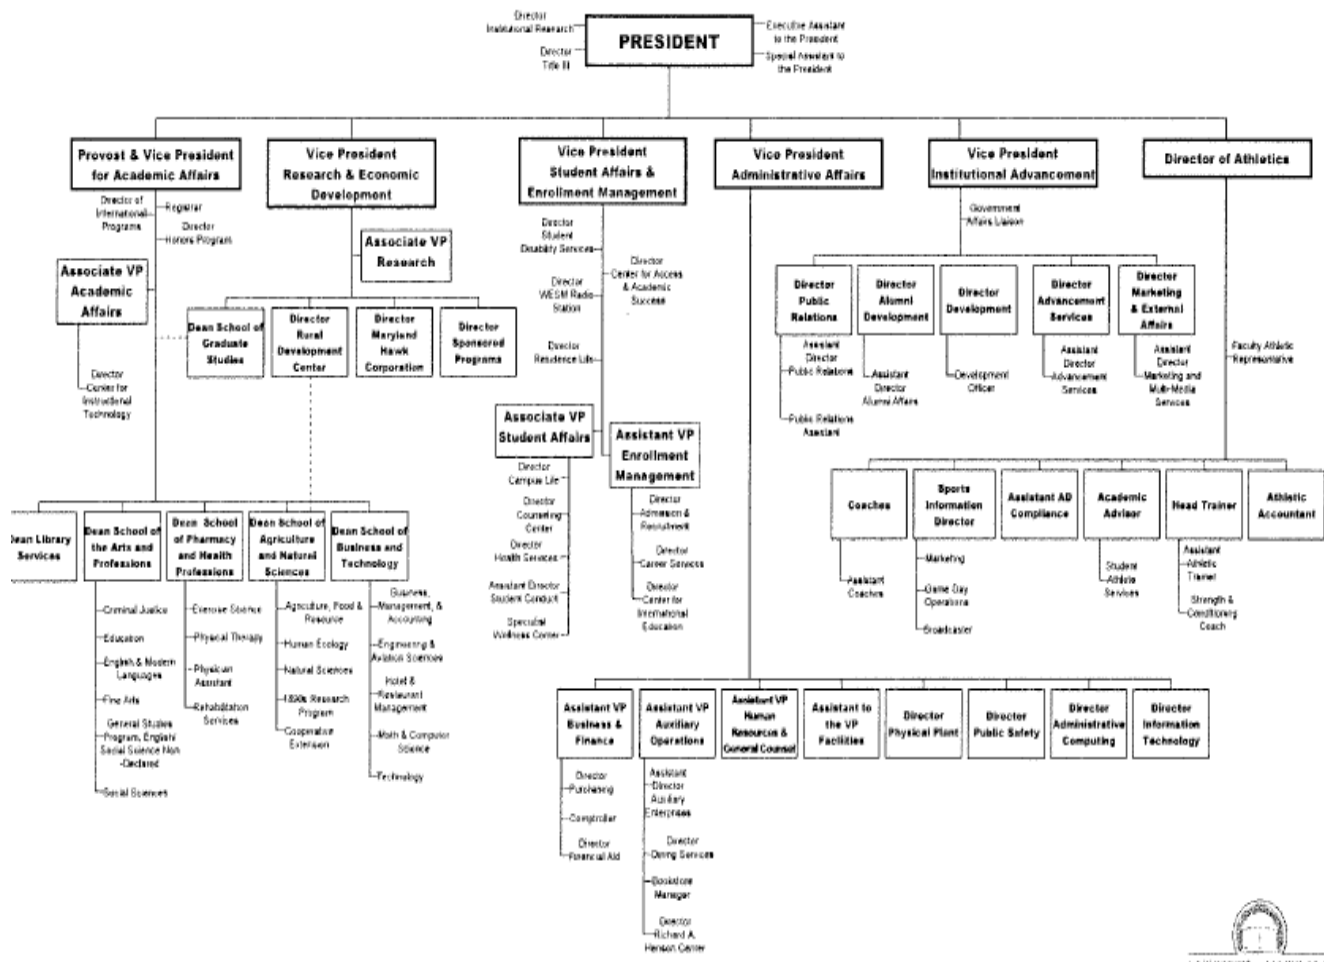 Director
Institutional Research
Director
Title III
PRESIDENT
Executive Assistant
to the President
Special Assistant to
the President
Provost & Vice President
for Academic Affairs
Vice President
Research & Economic
Development
Vice President
Student Affairs &
Enrollment Management
Vice President
Administrative Affairs
Vice President
Institutional Advancement
Director of Athletics
Director of
International
Programs
Registrar
Director
Honors Program
Associate VP
Academic
Affairs
Director
Center for
Instructional
Technology
Associate VP
Research
Dean School of
Graduate
Studies
Director
Rural
Development
Center
Director
Maryland
Hawk
Corporation
Director
Sponsored
Programs
Director
Student
Disability Services
Director
Center for Access
& Academic
Success
Director
WESM Radio
Station
Director
Residence Life
Associate VP
Student Affairs
Assistant VP
Enrollment
Management
Director
Campus Life
Director
Counseling
Center
Director
Health Services
Assistant Director
Student Conduct
Specialist
Wellness Center
Director
Admission &
Recruitment
Director
Career Services
Director
Center for
International
Education
Government
Affairs Liaison
Director
Public
Relations
Director
Alumni
Development
Director
Development
Director
Advancement
Services
Director
Marketing
& External
Affairs
Assistant
Director
Public Relations
Public Relations
Assistant
Assistant
Director
Alumni Affairs
Development
Officer
Assistant
Director
Advancement
Services
Assistant
Director
Marketing and
Multi-Media
Services
Faculty Athletic
Representative
Coaches
Sports
Information
Director
Assistant AD
Compliance
Academic
Advisor
Head Trainer
Athletic
Accountant
Assistant
Coaches
Marketing
Game Day
Operations
Broadcaster
Student
Athlete
Services
Assistant
Athletic
Trainer
Strength &
Conditioning
Coach
Dean Library
Services
Dean School of
the Arts and
Professions
Dean School
of Pharmacy
and Health
Professions
Dean School of
Agriculture
and Natural
Sciences
Dean School of
Business and
Technology
Criminal Justice
Education
English & Modern
Languages
Fine Arts
General Studies
Program, English/
Social Science Non
-Declared
Social Sciences
Exercise Science
Physical Therapy
Physician
Assistant
Rehabilitation
Services
Agriculture, Food &
Resource
Human Ecology
Natural Sciences
1890s Research
Program
Cooperative
Extension
Business,
Management, &
Accounting
Engineering &
Aviation Sciences
Hotel &
Restaurant
Management
Math & Computer
Science
Technology
Assistant VP
Business &
Finance
Assistant VP
Auxiliary
Operations
Assistant VP
Human
Resources &
General Counsel
Assistant to
the VP
Facilities
Director
Physical Plant
Director
Public Safety
Director
Administrative
Computing
Director
Information
Technology
Director
Purchasing
Comptroller
Director
Financial Aid
Assistant
Director
Auxiliary
Enterprises
Director
Dining Services
Bookstore
Manager
Director
Richard A.
Henson Center